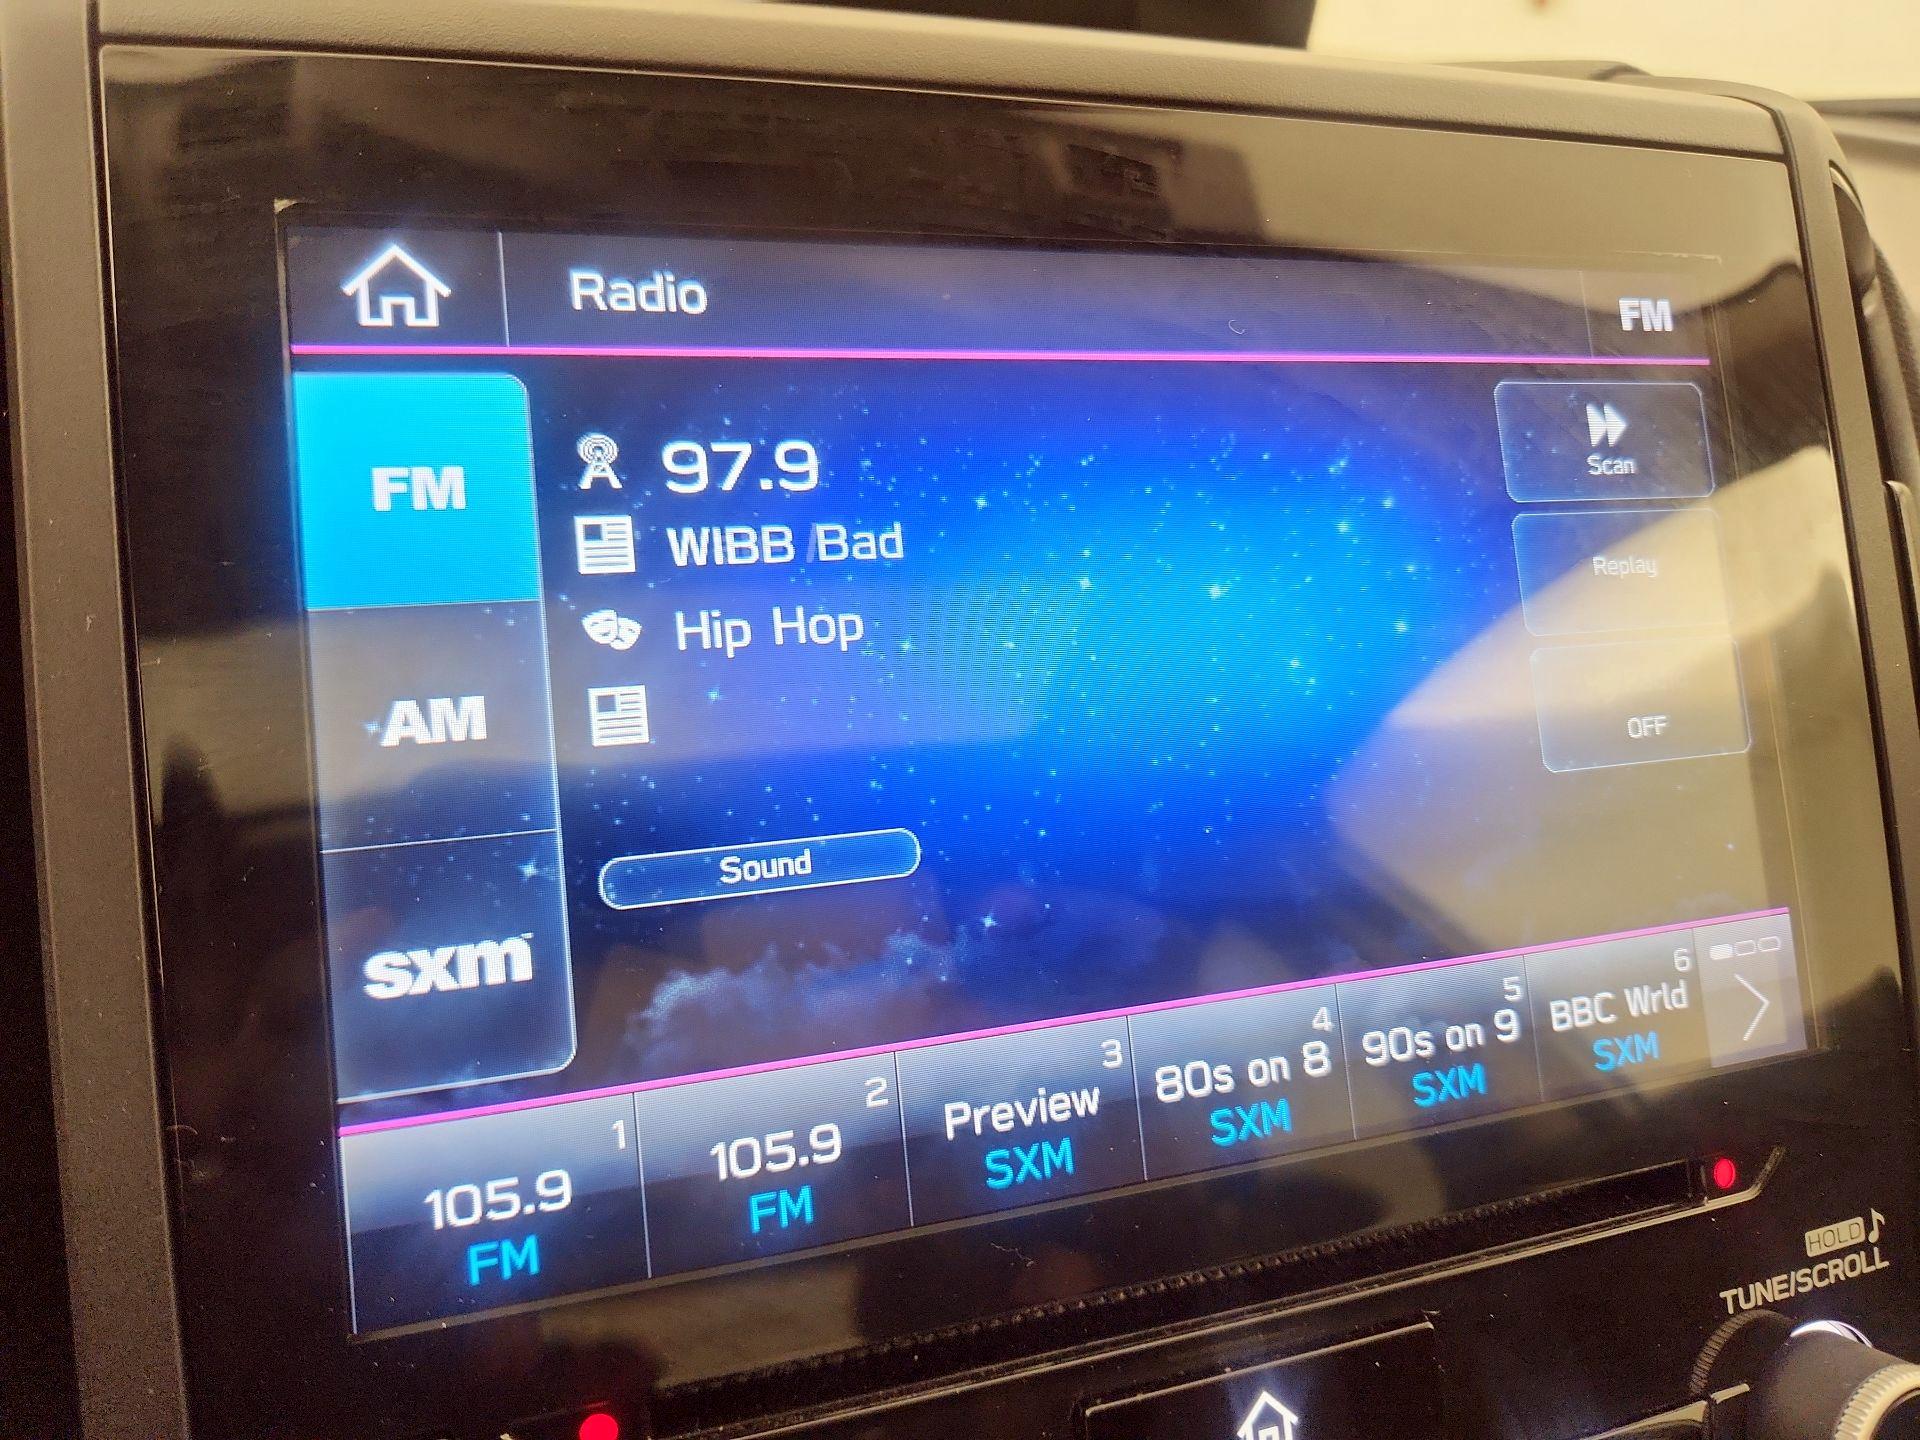 Radio
FM
FM
97.9
WIBB /Bad
Hip Hop
AM
sxm
Sound
Scan
Replay
OFF
1
105.9
FM
2
105.9
FM
3
Preview
SXM
4
80s on 8
SXM
5
90s on 9
SXM
6
BBC Wrld
SXM
HOLD
TUNE/SCROLL